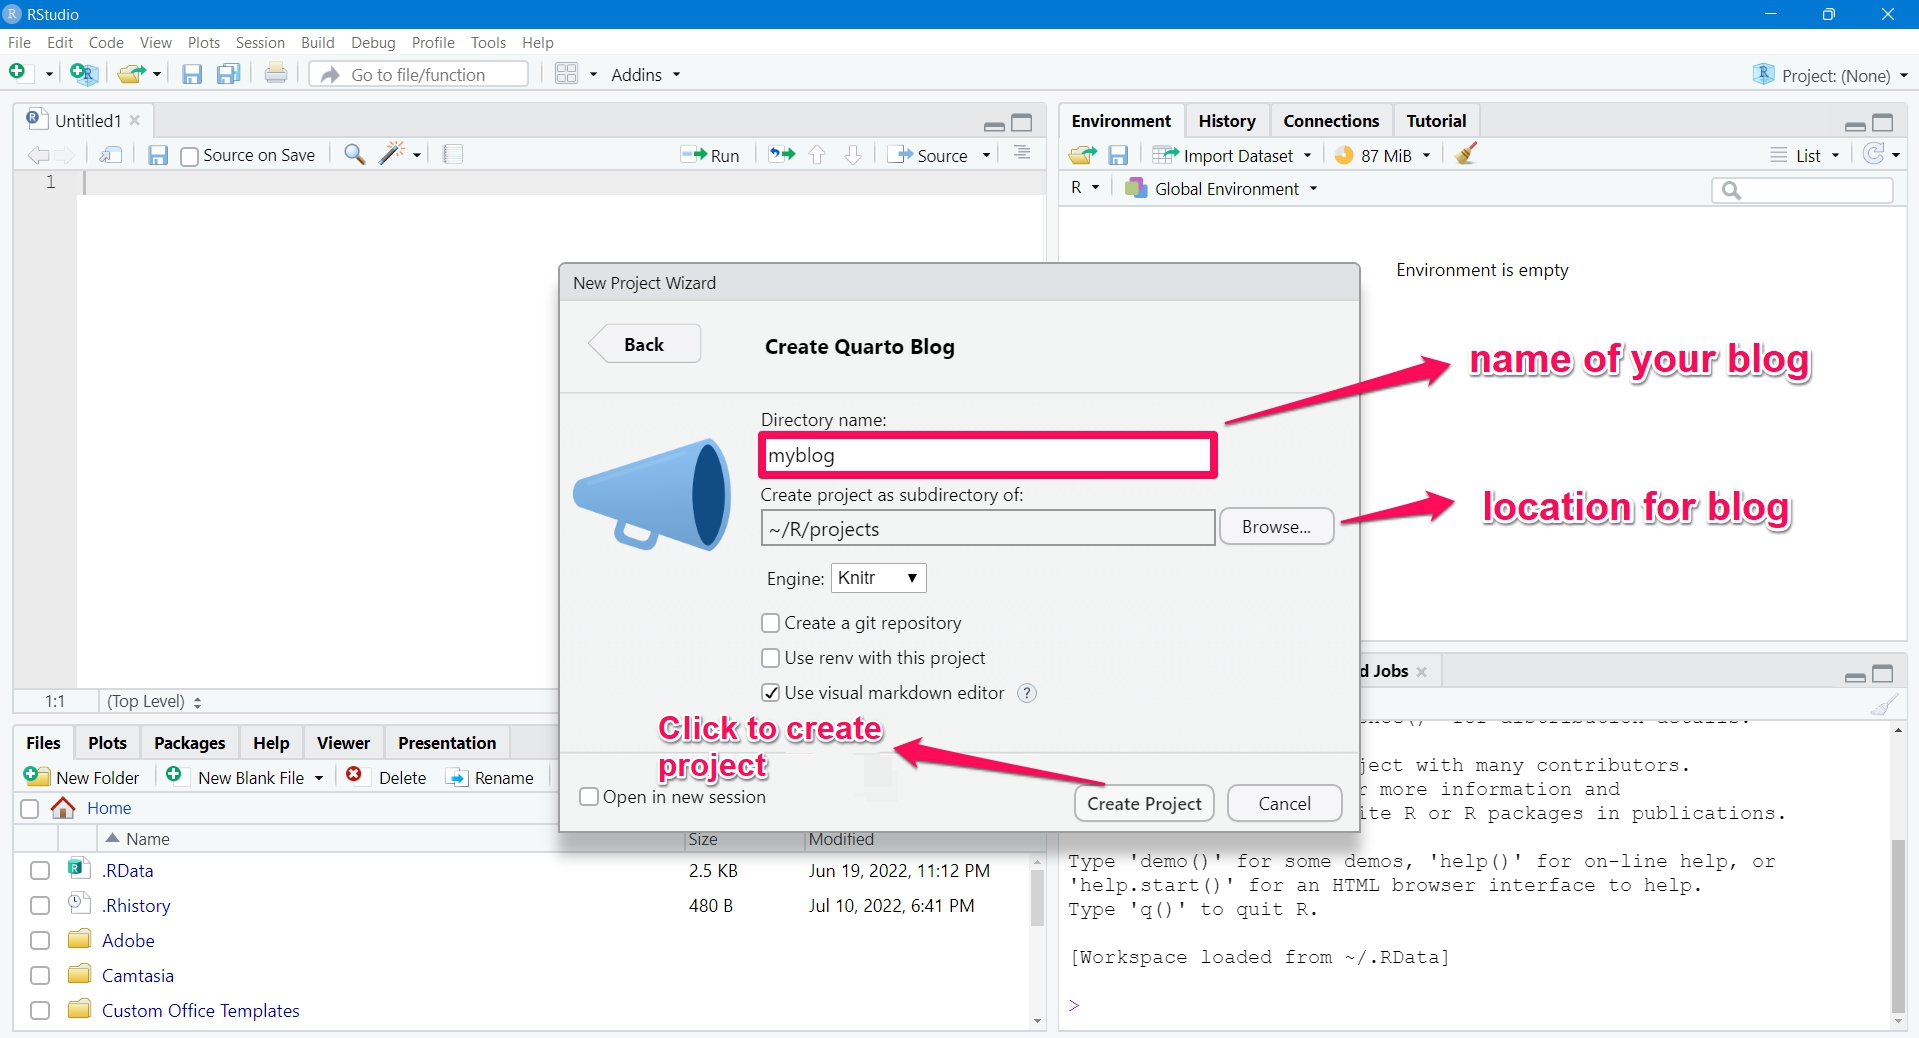 RStudio
File Edit Code View Plots Session Build Debug Profile Tools Help
Go to file/function Addins Project: (None)
Untitled1
Source on Save Run Source
1
1:1 (Top Level)
Environment History Connections Tutorial
Import Dataset 87 MiB List
R Global Environment
Environment is empty
New Project Wizard
Back Create Quarto Blog
Directory name:
myblog
Create project as subdirectory of:
~/R/projects Browse...
Engine: Knitr
Create a git repository
Use renv with this project
Use visual markdown editor ?
Open in new session Create Project Cancel
name of your blog
location for blog
Click to create
project
Files Plots Packages Help Viewer Presentation
New Folder New Blank File Delete Rename
Home
Name Size Modified
.RData 2.5 KB Jun 19, 2022, 11:12 PM
.Rhistory 480 B Jul 10, 2022, 6:41 PM
Adobe
Camtasia
Custom Office Templates
d Jobs
ject with many contributors.
r more information and
ite R or R packages in publications.
Type 'demo()' for some demos, 'help()' for on-line help, or
'help.start()' for an HTML browser interface to help.
Type 'q()' to quit R.
[Workspace loaded from ~/.RData]
>